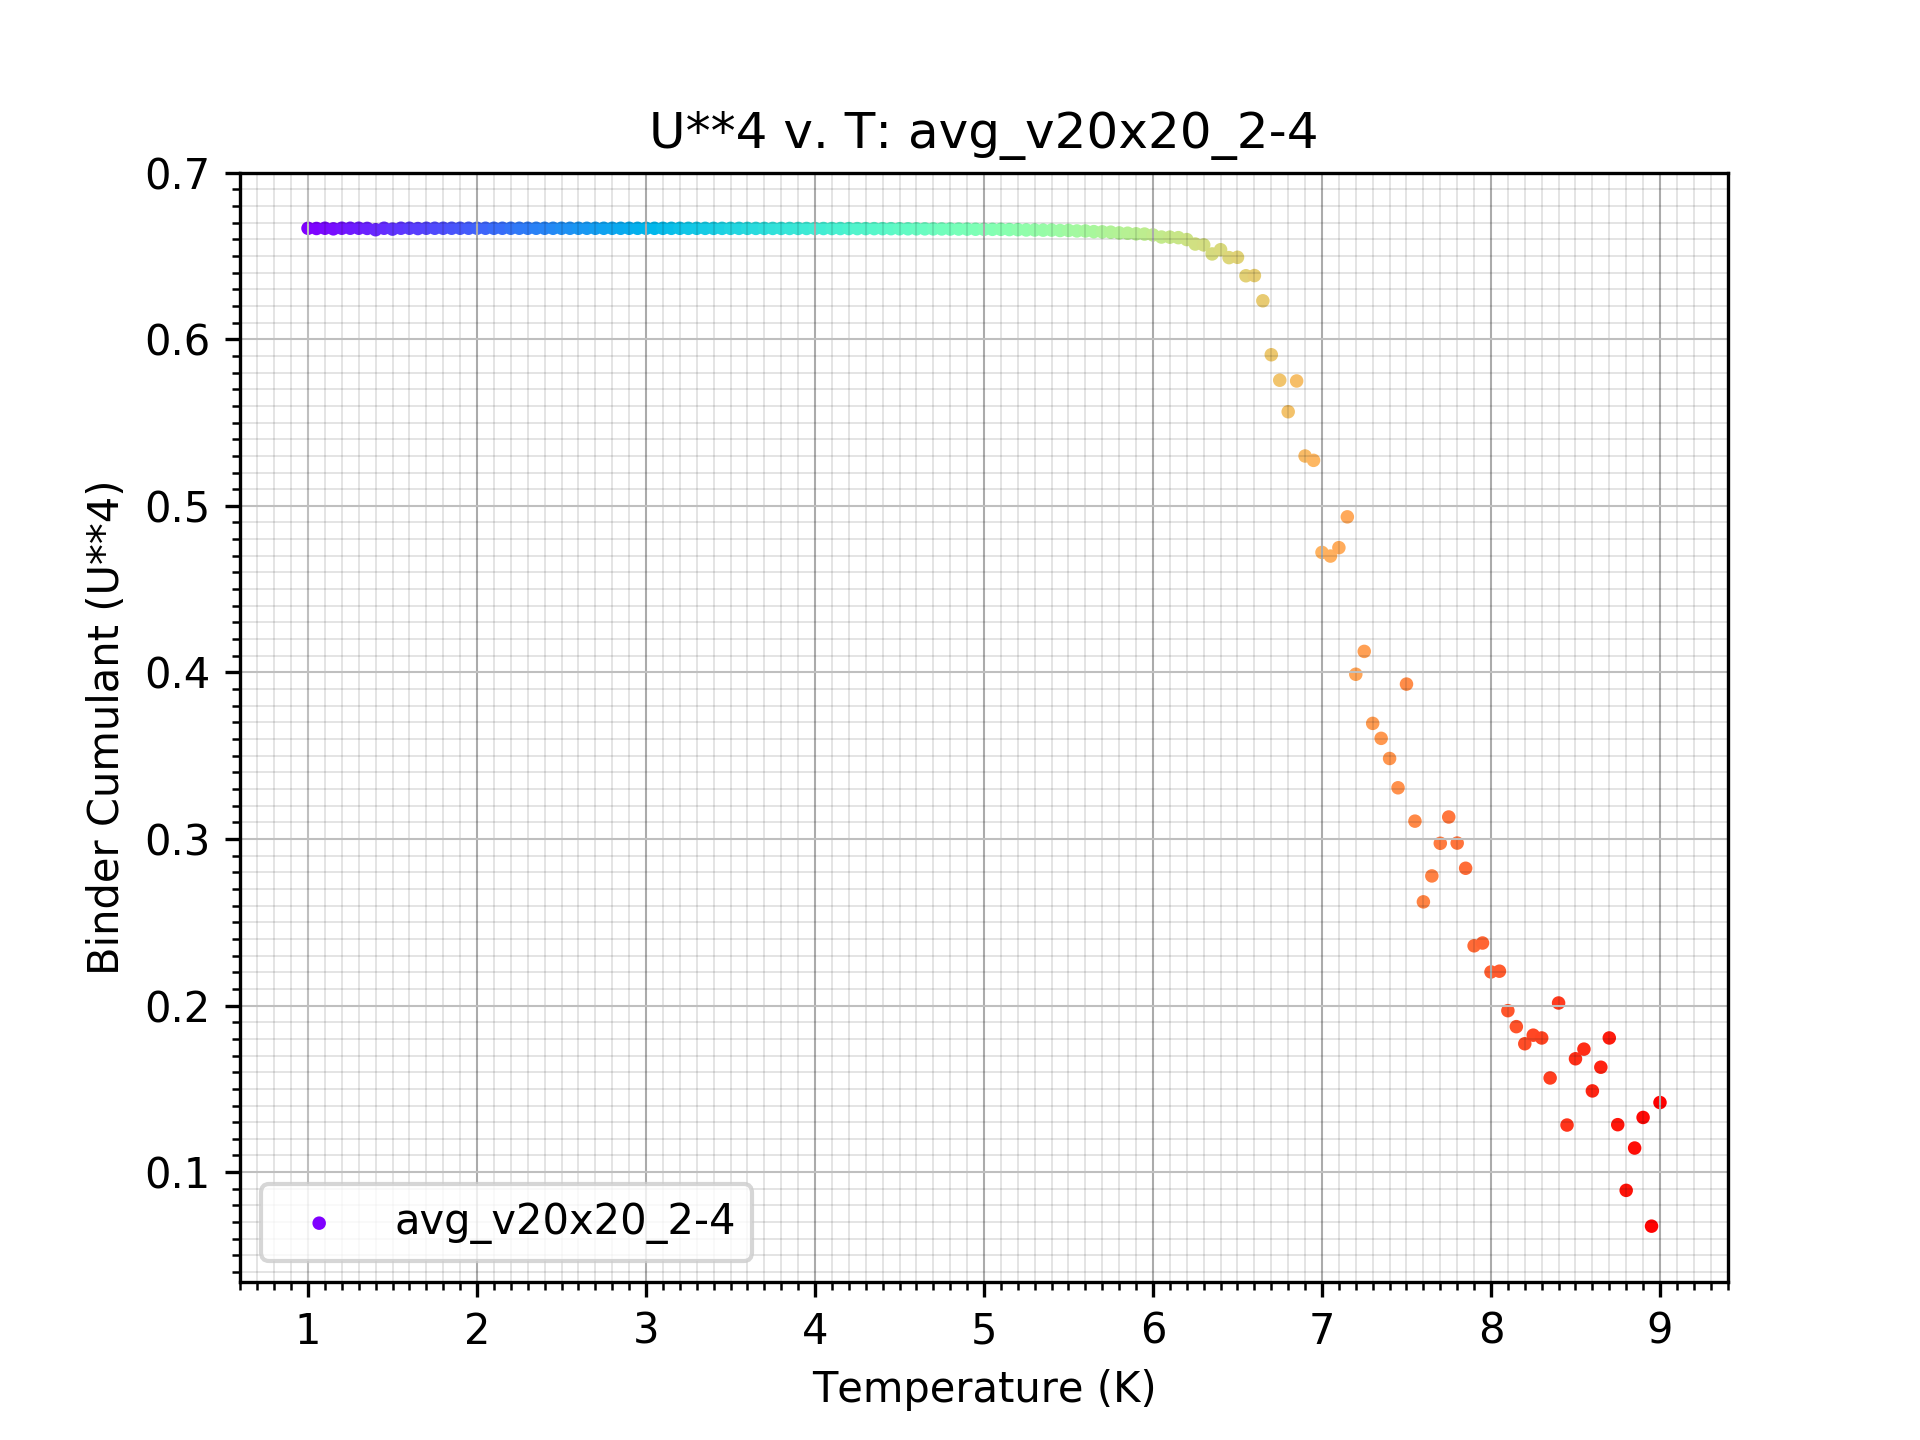 U**4 v. T: avg_v20x20_2-4
Binder Cumulant (U**4)
0.7
0.6
0.5
0.4
0.3
0.2
0.1
avg_v20x20_2-4
1 2 3 4 5 6 7 8 9
Temperature (K)